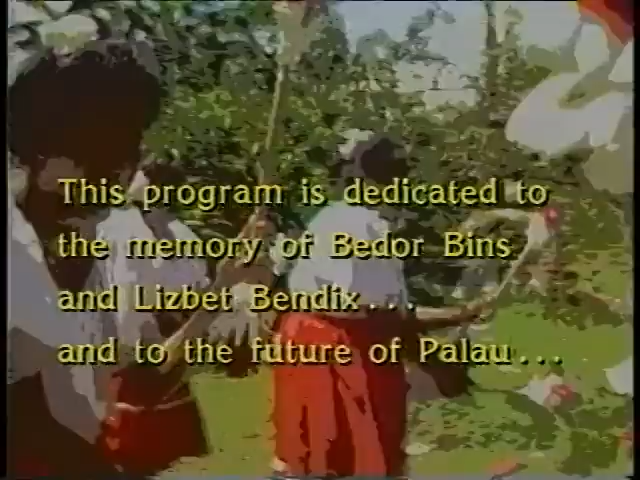 This program is dedicated to
the memory of Bedor Bins
and Lizbet Bendix...
and to the future of Palau...